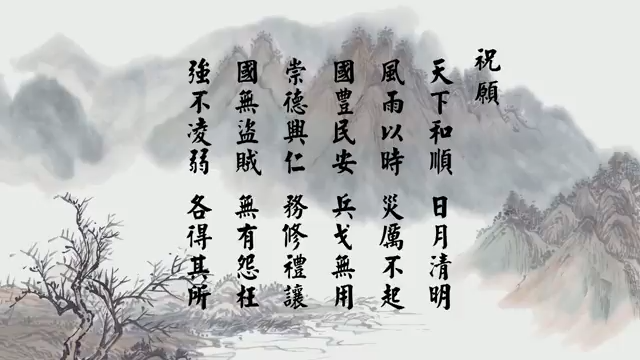 祝願
天下和順 日月清明
風雨以時 災厲不起
國豐民安 兵戈無用
崇德興仁 務修禮讓
國無盜賊 無有怨枉
強不凌弱 各得其所